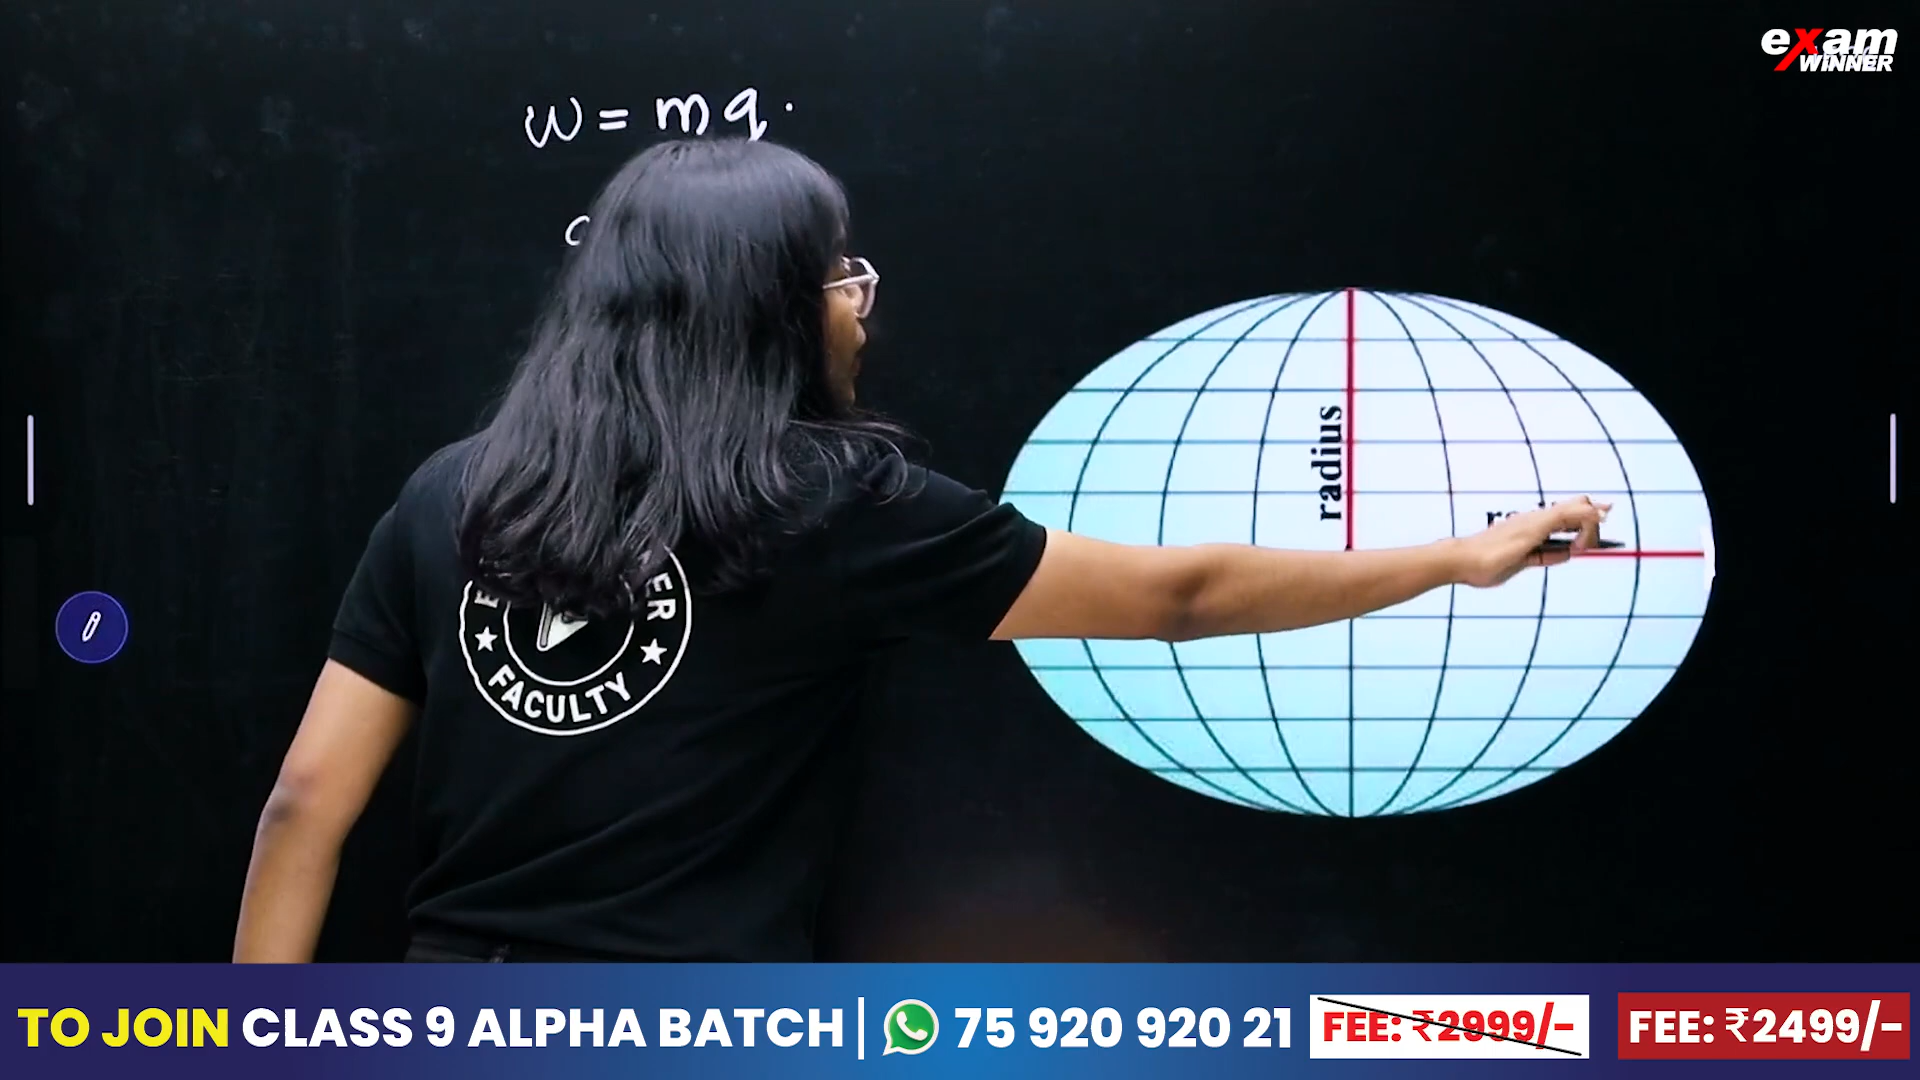 exam
WINNER
w = mg.
radius
FACULTY
TO JOIN CLASS 9 ALPHA BATCH | 75 920 920 21 FEE: ₹2999/- FEE: ₹2499/-